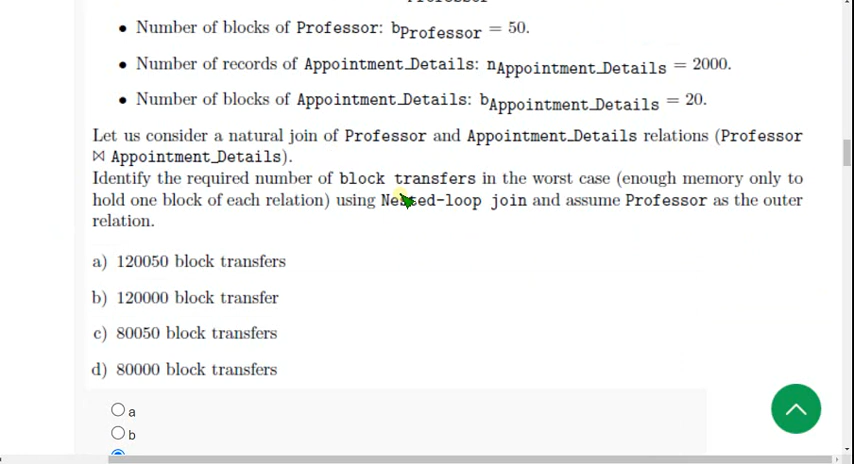 • Number of blocks of Professor: bProfessor = 50.
• Number of records of Appointment_Details: nAppointment_Details = 2000.
• Number of blocks of Appointment_Details: bAppointment_Details = 20.
Let us consider a natural join of Professor and Appointment_Details relations (Professor
⋈ Appointment_Details).
Identify the required number of block transfers in the worst case (enough memory only to
hold one block of each relation) using Nested-loop join and assume Professor as the outer
relation.
a) 120050 block transfers
b) 120000 block transfer
c) 80050 block transfers
d) 80000 block transfers
a
b